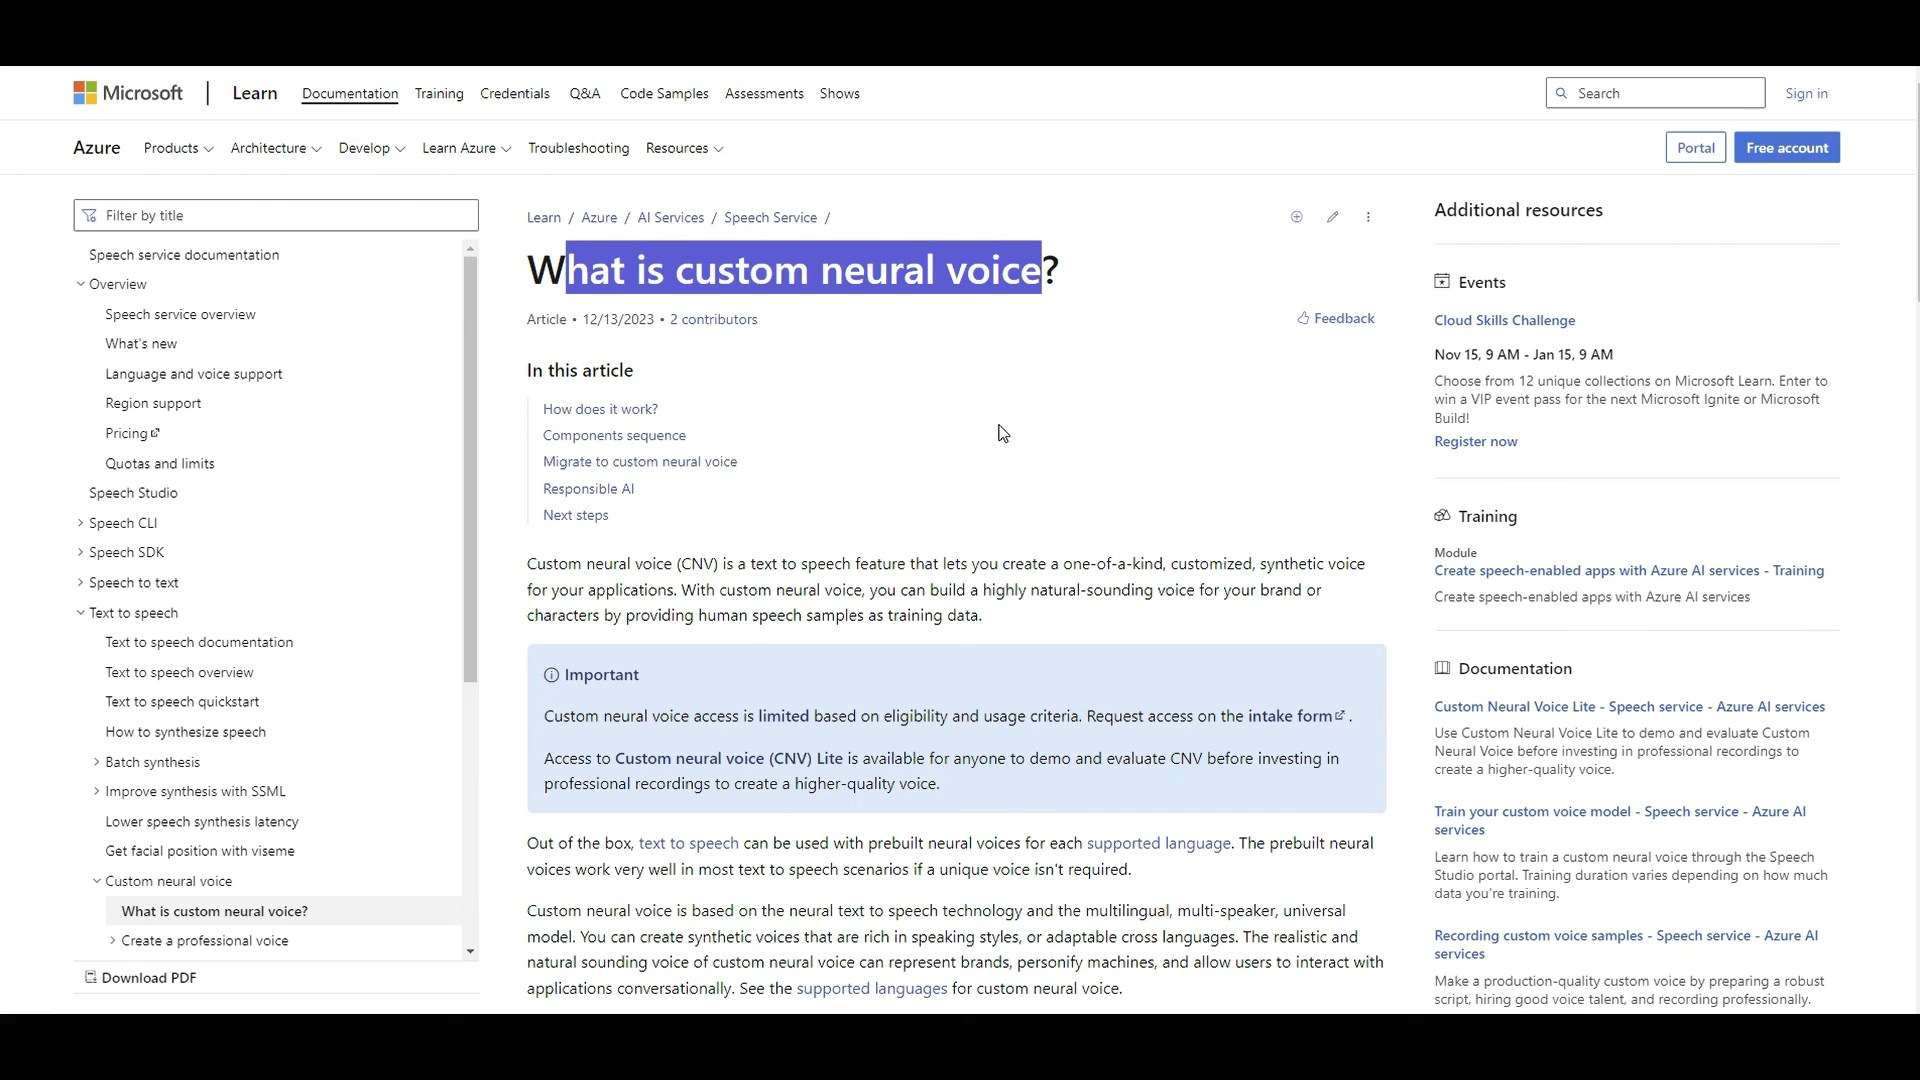 Microsoft
Learn
Documentation
Training
Credentials
Q&A
Code Samples
Assessments
Shows
Search
Sign in
Azure
Products
Architecture
Develop
Learn Azure
Troubleshooting
Resources
Portal
Free account
Filter by title
Speech service documentation
Overview
Speech service overview
What's new
Language and voice support
Region support
Pricing
Quotas and limits
Speech Studio
Speech CLI
Speech SDK
Speech to text
Text to speech
Text to speech documentation
Text to speech overview
Text to speech quickstart
How to synthesize speech
Batch synthesis
Improve synthesis with SSML
Lower speech synthesis latency
Get facial position with viseme
Custom neural voice
What is custom neural voice?
Create a professional voice
Download PDF
Learn / Azure / AI Services / Speech Service /
What is custom neural voice?
Article • 12/13/2023 • 2 contributors
Feedback
In this article
How does it work?
Components sequence
Migrate to custom neural voice
Responsible AI
Next steps
Custom neural voice (CNV) is a text to speech feature that lets you create a one-of-a-kind, customized, synthetic voice
for your applications. With custom neural voice, you can build a highly natural-sounding voice for your brand or
characters by providing human speech samples as training data.
Important
Custom neural voice access is limited based on eligibility and usage criteria. Request access on the intake form .
Access to Custom neural voice (CNV) Lite is available for anyone to demo and evaluate CNV before investing in
professional recordings to create a higher-quality voice.
Out of the box, text to speech can be used with prebuilt neural voices for each supported language. The prebuilt neural
voices work very well in most text to speech scenarios if a unique voice isn't required.
Custom neural voice is based on the neural text to speech technology and the multilingual, multi-speaker, universal
model. You can create synthetic voices that are rich in speaking styles, or adaptable cross languages. The realistic and
natural sounding voice of custom neural voice can represent brands, personify machines, and allow users to interact with
applications conversationally. See the supported languages for custom neural voice.
Additional resources
Events
Cloud Skills Challenge
Nov 15, 9 AM - Jan 15, 9 AM
Choose from 12 unique collections on Microsoft Learn. Enter to
win a VIP event pass for the next Microsoft Ignite or Microsoft
Build!
Register now
Training
Module
Create speech-enabled apps with Azure AI services - Training
Create speech-enabled apps with Azure AI services
Documentation
Custom Neural Voice Lite - Speech service - Azure AI services
Use Custom Neural Voice Lite to demo and evaluate Custom
Neural Voice before investing in professional recordings to
create a higher-quality voice.
Train your custom voice model - Speech service - Azure AI
services
Learn how to train a custom neural voice through the Speech
Studio portal. Training duration varies depending on how much
data you're training.
Recording custom voice samples - Speech service - Azure AI
services
Make a production-quality custom voice by preparing a robust
script, hiring good voice talent, and recording professionally.